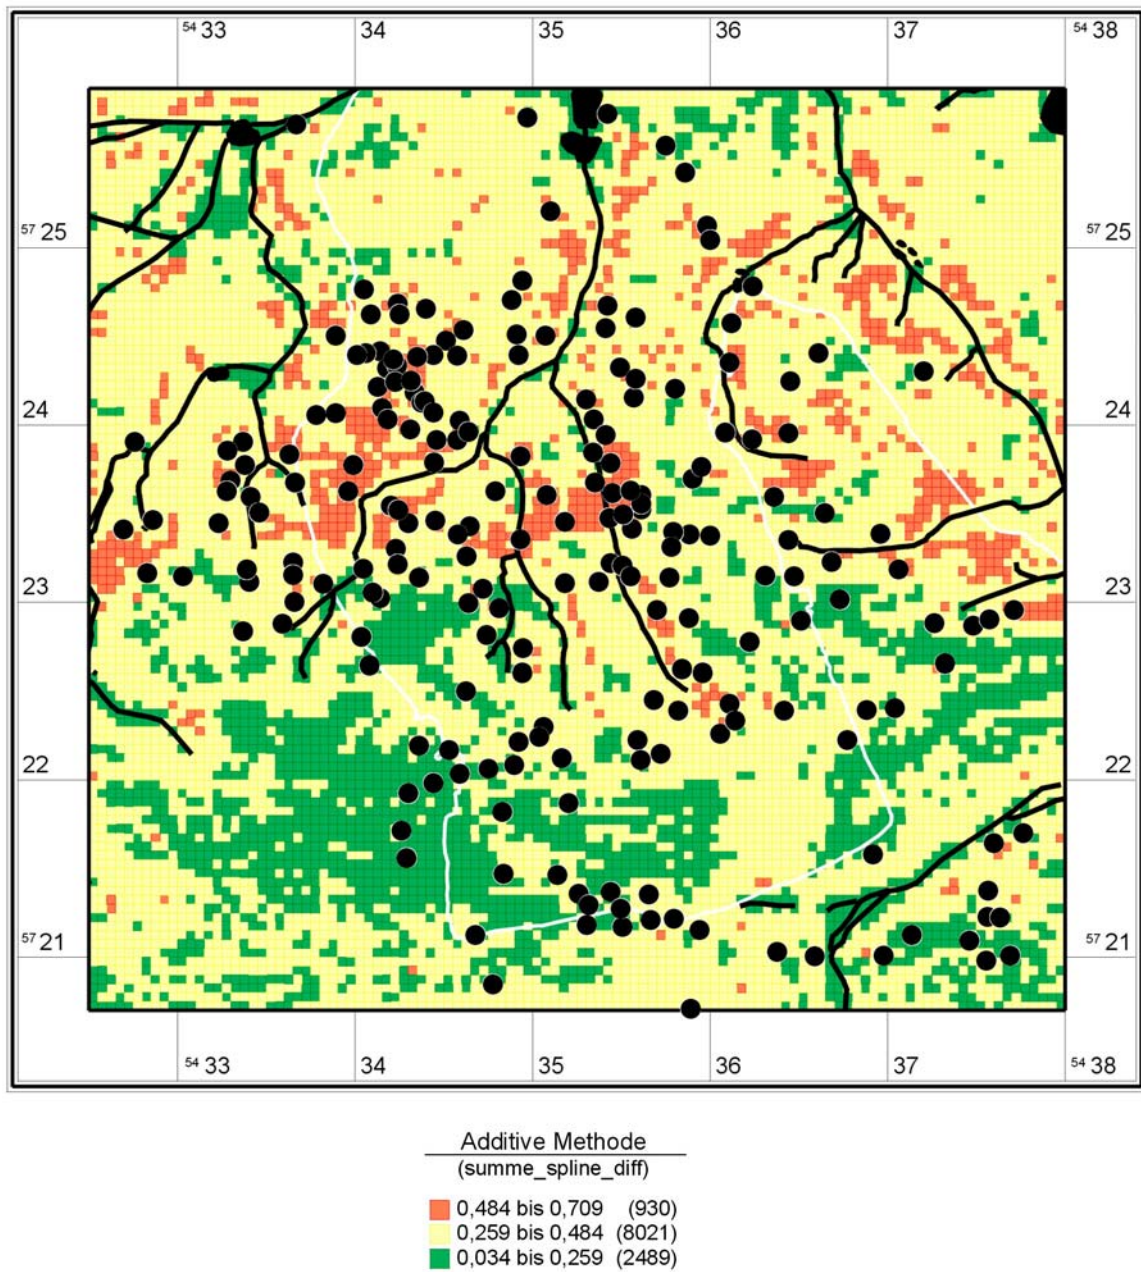 54 33 34 35 36 37 54 38
57 25 57 25
24 24
23 23
22 22
57 21 57 21
54 33 34 35 36 37 54 38
Additive Methode
(summe_spline_diff)
0,484 bis 0,709 (930)
0,259 bis 0,484 (8021)
0,034 bis 0,259 (2489)